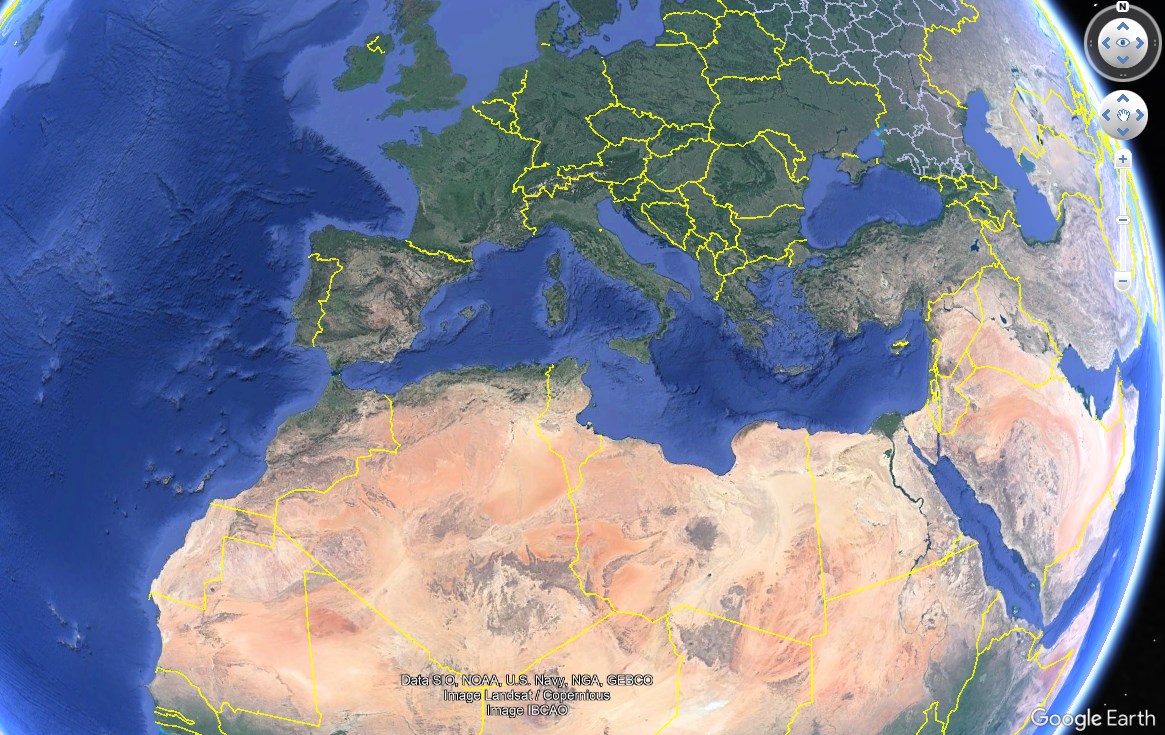 N
Data SIO, NOAA, U.S. Navy, NGA, GEBCO
Image Landsat / Copernicus
Image IBCAO
Google Earth